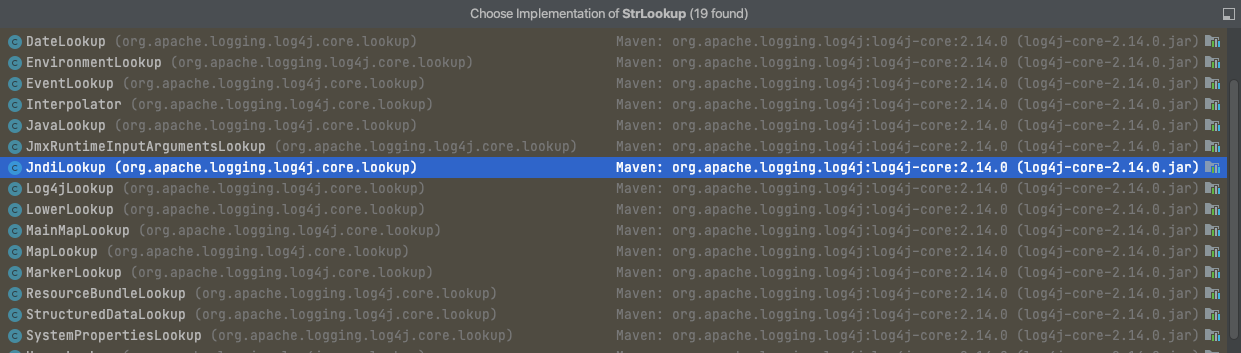 Choose Implementation of StrLookup (19 found)
DateLookup (org.apache.logging.log4j.core.lookup) Maven: org.apache.logging.log4j:log4j-core:2.14.0 (log4j-core-2.14.0.jar)
EnvironmentLookup (org.apache.logging.log4j.core.lookup) Maven: org.apache.logging.log4j:log4j-core:2.14.0 (log4j-core-2.14.0.jar)
EventLookup (org.apache.logging.log4j.core.lookup) Maven: org.apache.logging.log4j:log4j-core:2.14.0 (log4j-core-2.14.0.jar)
Interpolator (org.apache.logging.log4j.core.lookup) Maven: org.apache.logging.log4j:log4j-core:2.14.0 (log4j-core-2.14.0.jar)
JavaLookup (org.apache.logging.log4j.core.lookup) Maven: org.apache.logging.log4j:log4j-core:2.14.0 (log4j-core-2.14.0.jar)
JmxRuntimeInputArgumentsLookup (org.apache.logging.log4j.core.lookup) Maven: org.apache.logging.log4j:log4j-core:2.14.0 (log4j-core-2.14.0.jar)
JndiLookup (org.apache.logging.log4j.core.lookup) Maven: org.apache.logging.log4j:log4j-core:2.14.0 (log4j-core-2.14.0.jar)
Log4jLookup (org.apache.logging.log4j.core.lookup) Maven: org.apache.logging.log4j:log4j-core:2.14.0 (log4j-core-2.14.0.jar)
LowerLookup (org.apache.logging.log4j.core.lookup) Maven: org.apache.logging.log4j:log4j-core:2.14.0 (log4j-core-2.14.0.jar)
MainMapLookup (org.apache.logging.log4j.core.lookup) Maven: org.apache.logging.log4j:log4j-core:2.14.0 (log4j-core-2.14.0.jar)
MapLookup (org.apache.logging.log4j.core.lookup) Maven: org.apache.logging.log4j:log4j-core:2.14.0 (log4j-core-2.14.0.jar)
MarkerLookup (org.apache.logging.log4j.core.lookup) Maven: org.apache.logging.log4j:log4j-core:2.14.0 (log4j-core-2.14.0.jar)
ResourceBundleLookup (org.apache.logging.log4j.core.lookup) Maven: org.apache.logging.log4j:log4j-core:2.14.0 (log4j-core-2.14.0.jar)
StructuredDataLookup (org.apache.logging.log4j.core.lookup) Maven: org.apache.logging.log4j:log4j-core:2.14.0 (log4j-core-2.14.0.jar)
SystemPropertiesLookup (org.apache.logging.log4j.core.lookup) Maven: org.apache.logging.log4j:log4j-core:2.14.0 (log4j-core-2.14.0.jar)